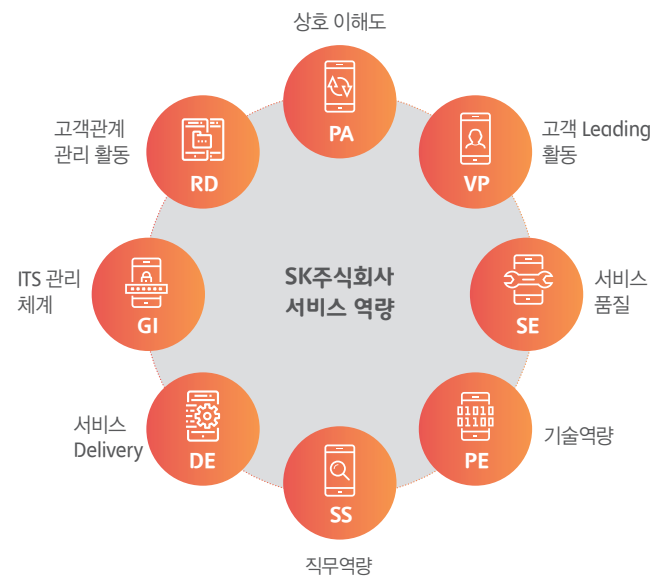 상호 이해도
PA
고객 Leading
활동
VP
서비스
품질
SE
기술역량
01010
01100
PE
직무역량
SS
서비스
Delivery
DE
ITS 관리
체계
GI
고객관계
관리 활동
RD
SK주식회사
서비스 역량